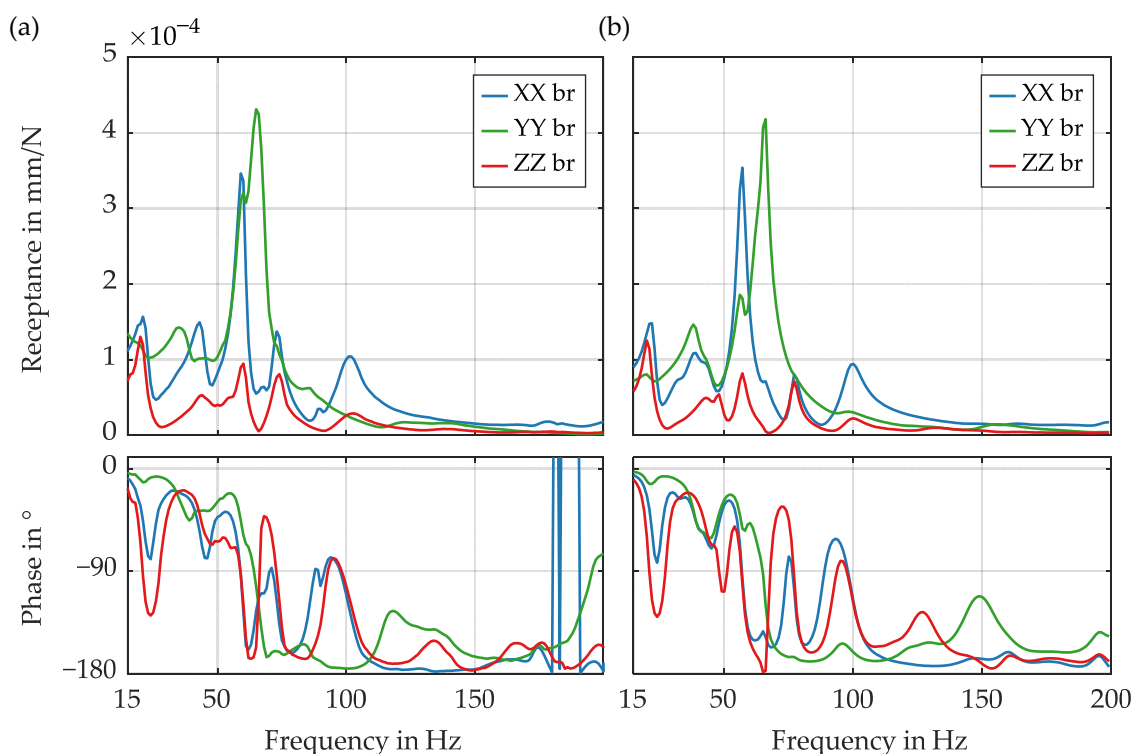 (a)
(b)
×10⁻⁴
5
4
3
2
1
0
Receptance in mm/N
XX br
YY br
ZZ br
XX br
YY br
ZZ br
0
−90
−180
Phase in °
15 50 100 150
15 50 100 150 200
Frequency in Hz
Frequency in Hz